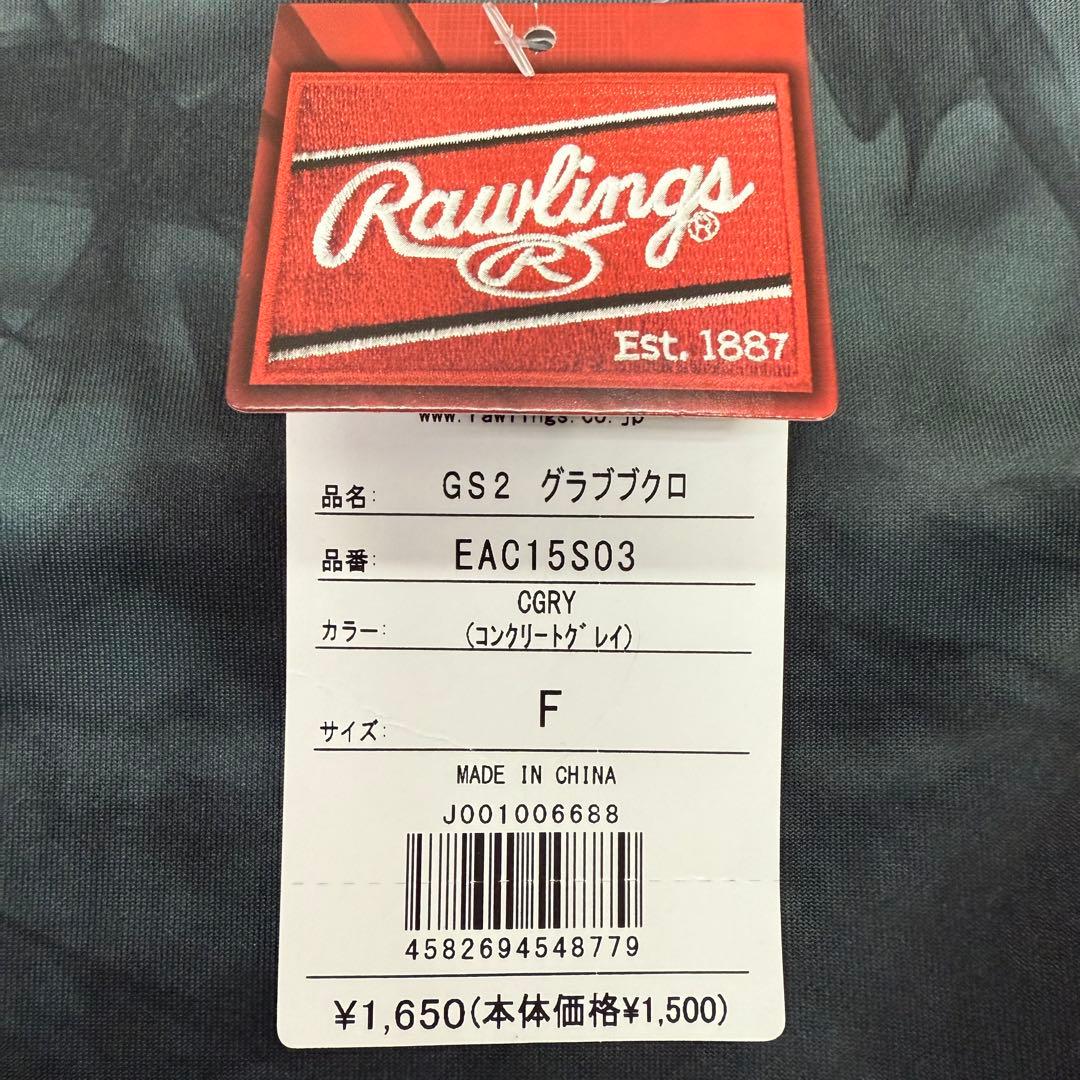 Rawlings®
R
Est. 1887
www.rawlings.co.jp
品名: GS2 グラブブクロ
品番: EAC15S03
CGRY
カラー: (コンクリートグレイ)
サイズ: F
MADE IN CHINA
J001006688
4582694548779
¥1,650(本体価格¥1,500)